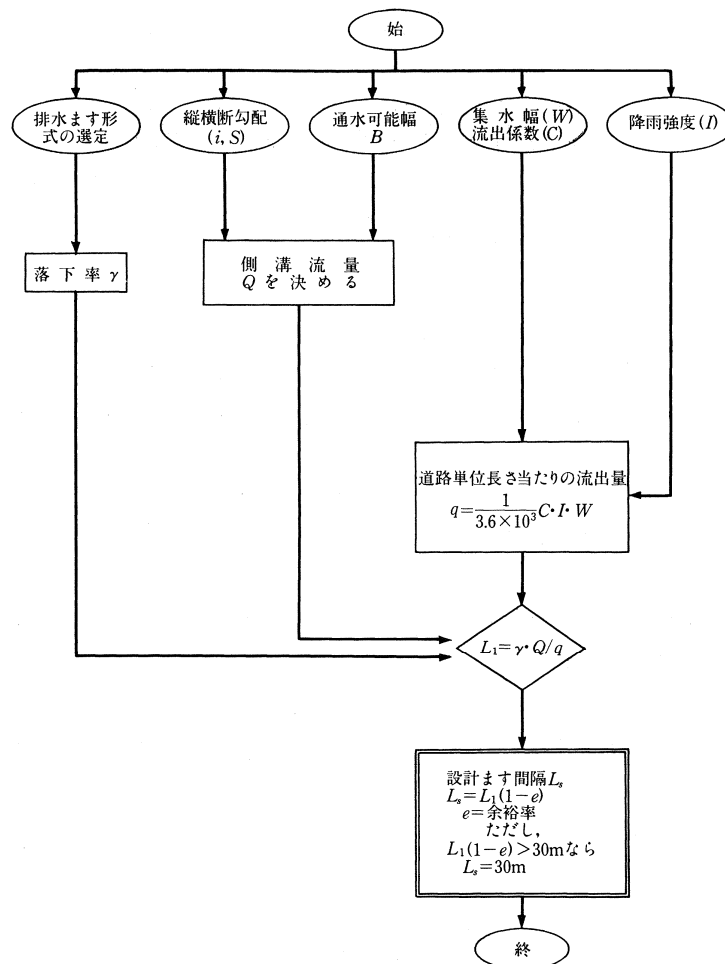 始
排水ます形
式の選定
縦横断勾配
(i, S)
通水可能幅
B
集水幅(W)
流出係数(C)
降雨強度(I)
落下率γ
側溝流量
Qを決める
道路単位長さ当たりの流出量
q=1/(3.6×10³) C・I・W
L₁=γ・Q/q
設計ます間隔Lₛ
Lₛ=L₁(1−e)
e=余裕率
ただし,
L₁(1−e)>30mなら
Lₛ=30m
終